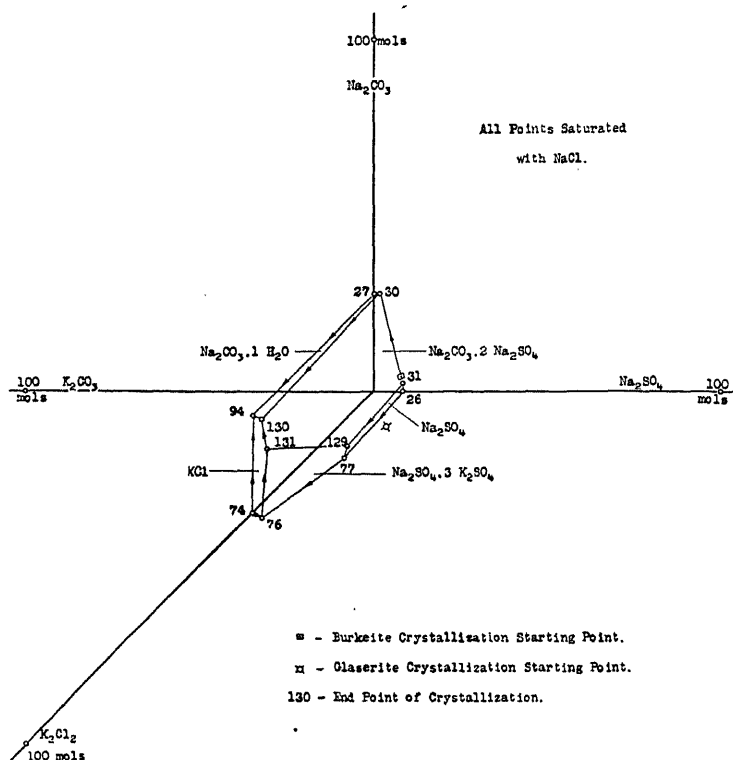 100 mols
Na₂CO₃
All Points Saturated
with NaCl.
27 30
Na₂CO₃.1 H₂O
Na₂CO₃.2 Na₂SO₄
31
100
mols
K₂CO₃
Na₂SO₄
100
mols
26
94
130
Na₂SO₄
131
129
KCl
77
Na₂SO₄.3 K₂SO₄
74
76
- Burkeite Crystallization Starting Point.
- Glaserite Crystallization Starting Point.
130 - End Point of Crystallization.
K₂Cl₂
100 mols